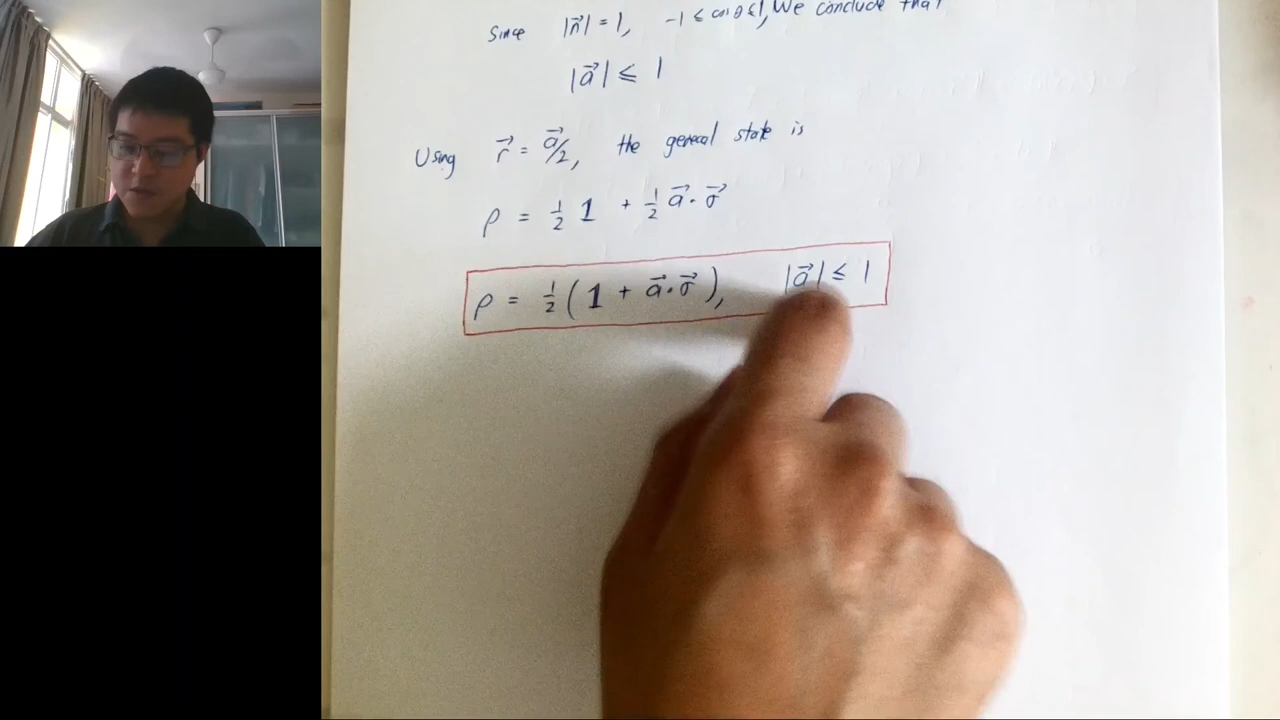 Since |n⃗| = 1, -1 ≤ cos θ ≤ 1, We conclude that
|a⃗| ≤ 1
Using r⃗ = a⃗/2, the general state is
ρ = ½ 𝟏 + ½ a⃗·σ⃗
ρ = ½ ( 𝟏 + a⃗·σ⃗ ), |a⃗| ≤ 1